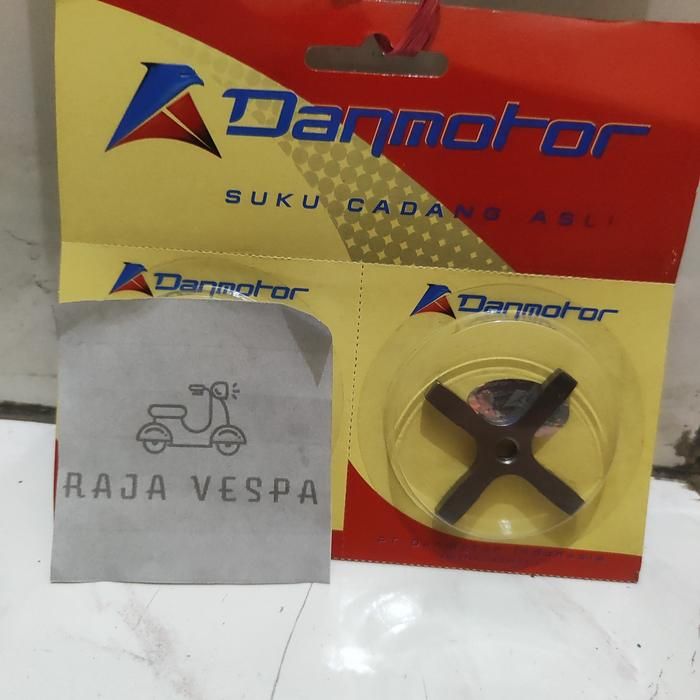 Danmotor
SUKU CADANG ASLI
Danmotor
Danmotor
RAJA VESPA